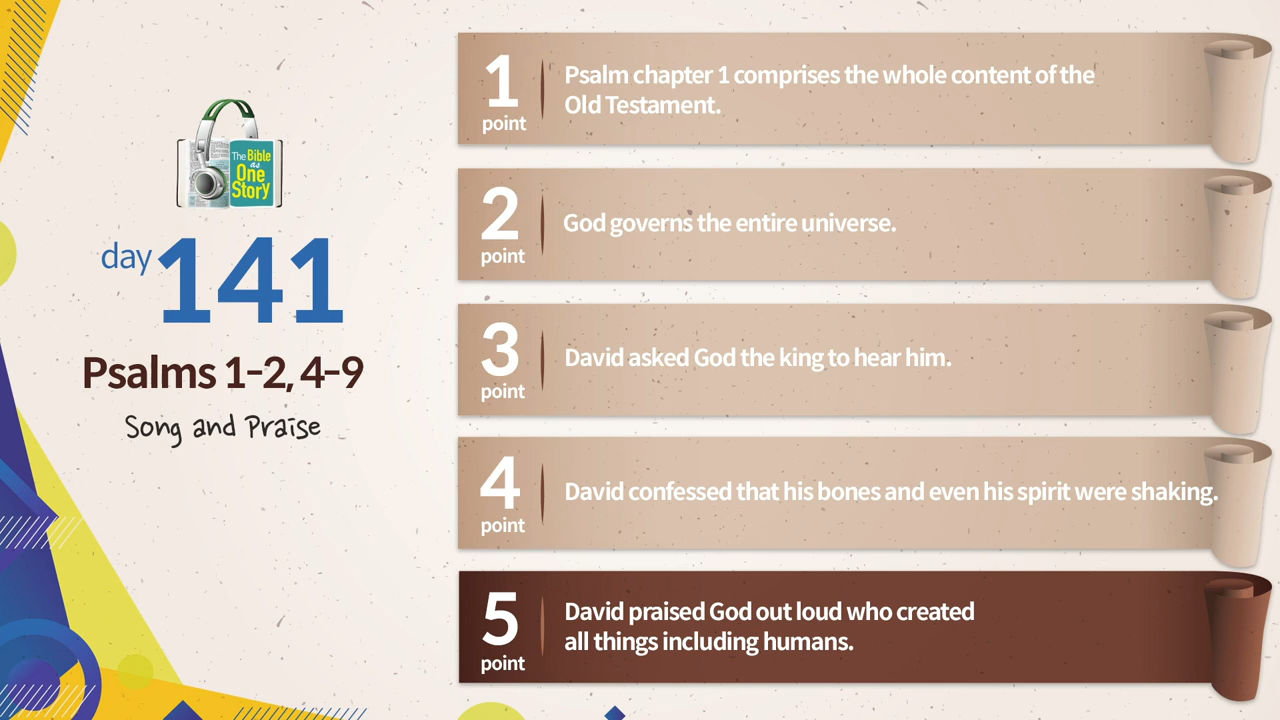 The Bible
as
One
Story
day 141
Psalms 1-2, 4-9
Song and Praise
1
point
Psalm chapter 1 comprises the whole content of the
Old Testament.
2
point
God governs the entire universe.
3
point
David asked God the king to hear him.
4
point
David confessed that his bones and even his spirit were shaking.
5
point
David praised God out loud who created
all things including humans.